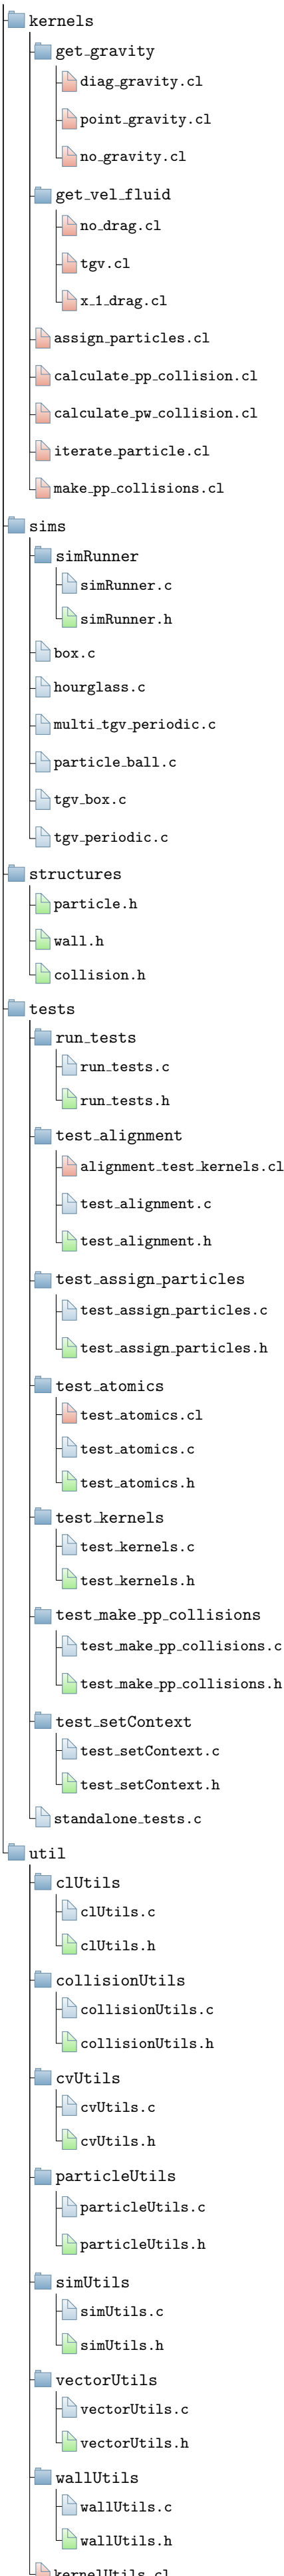 kernels
get_gravity
diag_gravity.cl
point_gravity.cl
no_gravity.cl
get_vel_fluid
no_drag.cl
tgv.cl
x_1_drag.cl
assign_particles.cl
calculate_pp_collision.cl
calculate_pw_collision.cl
iterate_particle.cl
make_pp_collisions.cl
sims
simRunner
simRunner.c
simRunner.h
box.c
hourglass.c
multi_tgv_periodic.c
particle_ball.c
tgv_box.c
tgv_periodic.c
structures
particle.h
wall.h
collision.h
tests
run_tests
run_tests.c
run_tests.h
test_alignment
alignment_test_kernels.cl
test_alignment.c
test_alignment.h
test_assign_particles
test_assign_particles.c
test_assign_particles.h
test_atomics
test_atomics.cl
test_atomics.c
test_atomics.h
test_kernels
test_kernels.c
test_kernels.h
test_make_pp_collisions
test_make_pp_collisions.c
test_make_pp_collisions.h
test_setContext
test_setContext.c
test_setContext.h
standalone_tests.c
util
clUtils
clUtils.c
clUtils.h
collisionUtils
collisionUtils.c
collisionUtils.h
cvUtils
cvUtils.c
cvUtils.h
particleUtils
particleUtils.c
particleUtils.h
simUtils
simUtils.c
simUtils.h
vectorUtils
vectorUtils.c
vectorUtils.h
wallUtils
wallUtils.c
wallUtils.h
kernelUtils.cl